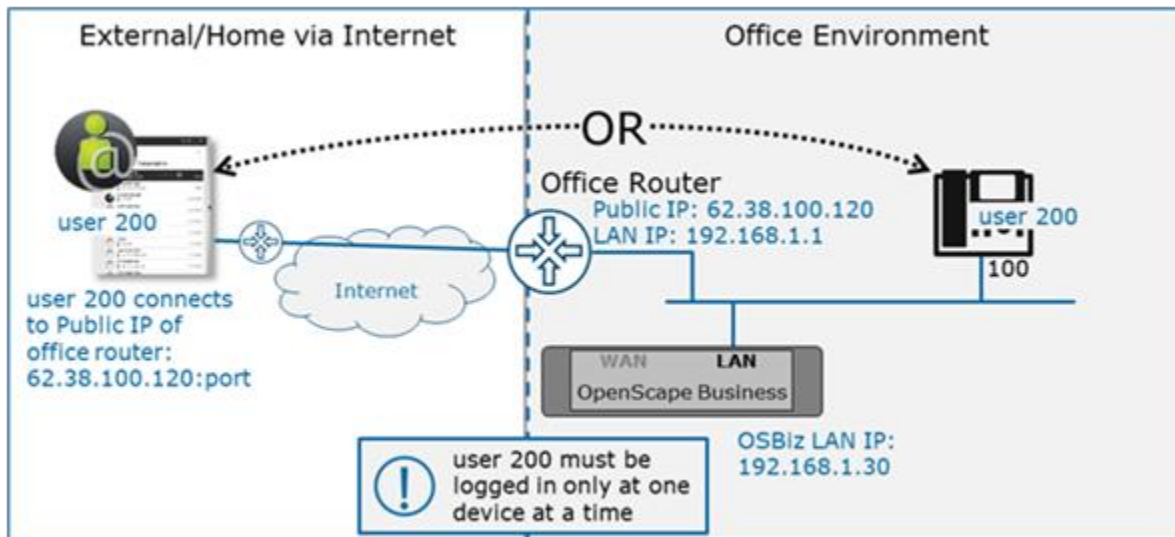 External/Home via Internet
Office Environment
OR
@
user 200
Office Router
Public IP: 62.38.100.120
LAN IP: 192.168.1.1
user 200
100
Internet
user 200 connects
to Public IP of
office router:
62.38.100.120:port
WAN LAN
OpenScape Business
OSBiz LAN IP:
192.168.1.30
!
user 200 must be
logged in only at one
device at a time